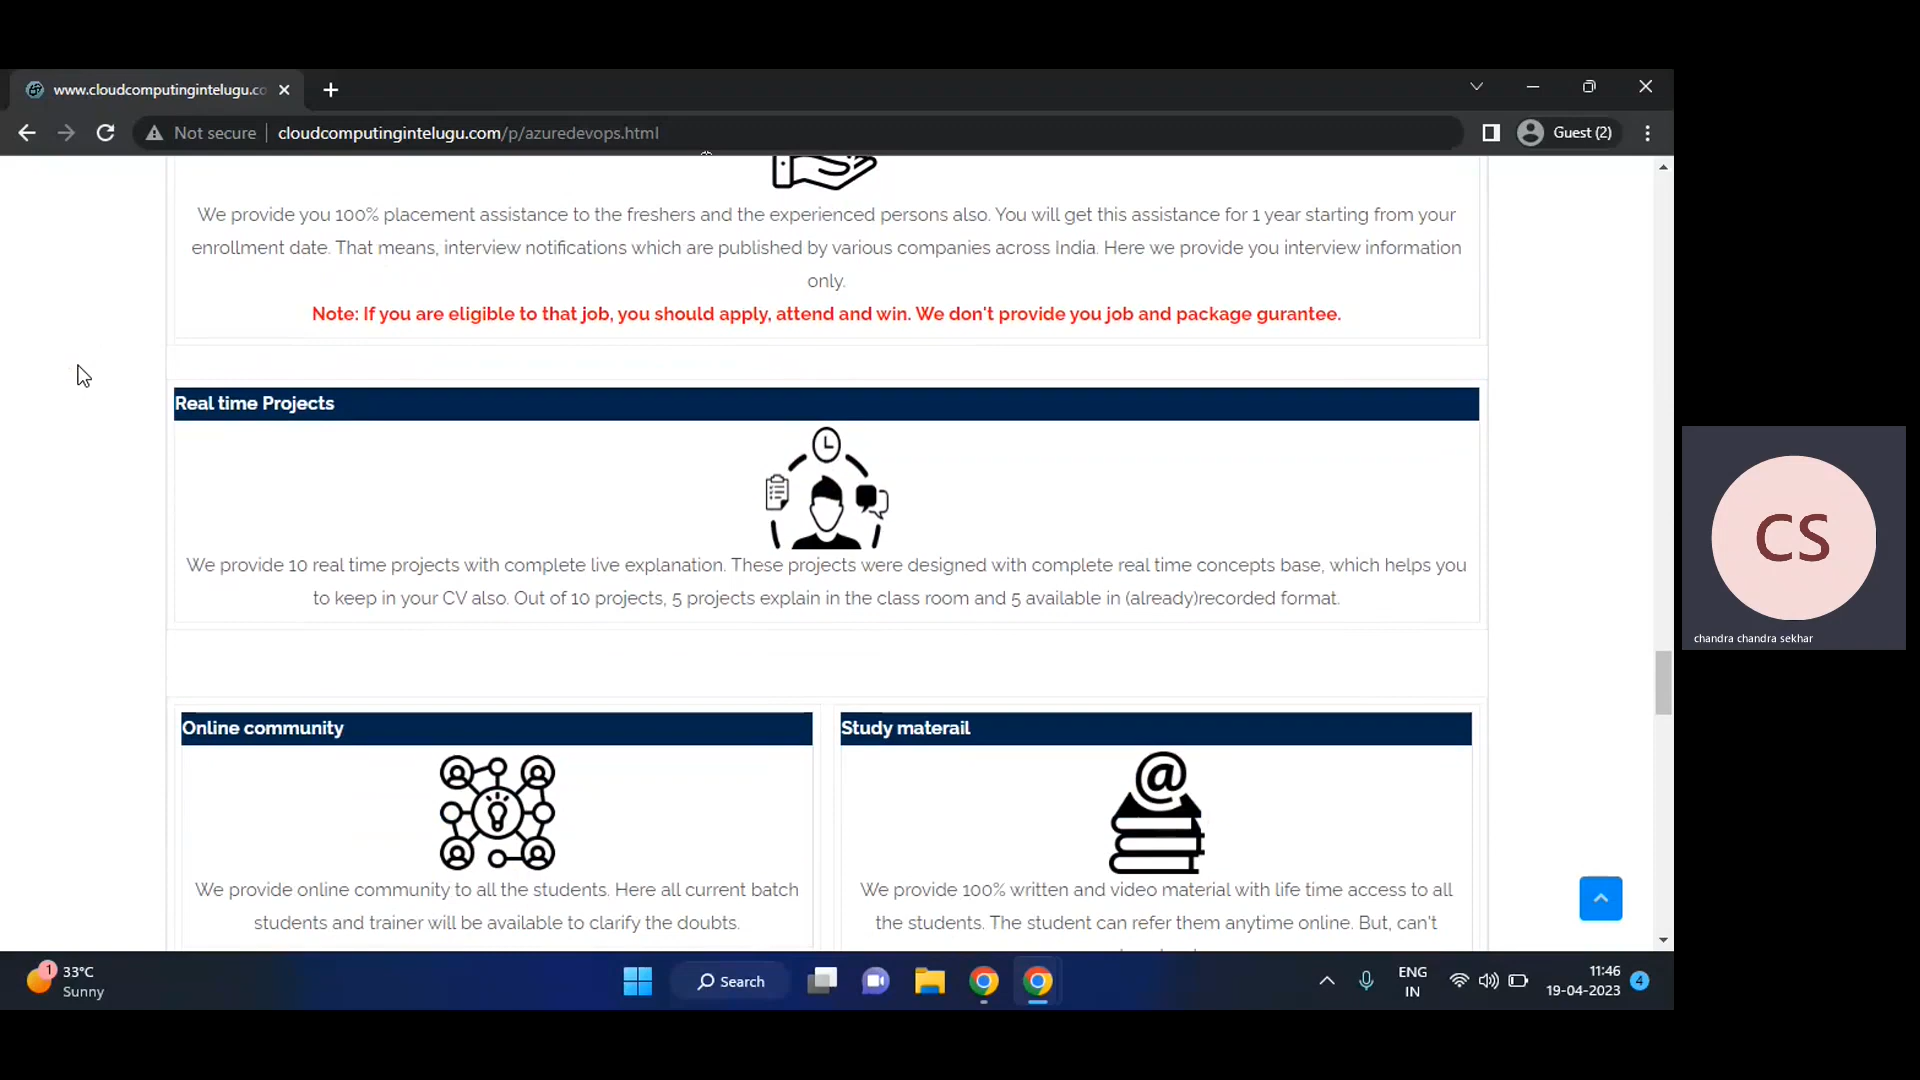 www.cloudcomputingintelugu.co
Not secure
cloudcomputingintelugu.com/p/azuredevops.html
Guest (2)
We provide you 100% placement assistance to the freshers and the experienced persons also. You will get this assistance for 1 year starting from your
enrollment date. That means, interview notifications which are published by various companies across India. Here we provide you interview information
only.
Note: If you are eligible to that job, you should apply, attend and win. We don't provide you job and package gurantee.
Real time Projects
We provide 10 real time projects with complete live explanation. These projects were designed with complete real time concepts base, which helps you
to keep in your CV also. Out of 10 projects, 5 projects explain in the class room and 5 available in (already)recorded format.
CS
chandra chandra sekhar
Online community
We provide online community to all the students. Here all current batch
students and trainer will be available to clarify the doubts.
Study materail
@
We provide 100% written and video material with life time access to all
the students. The student can refer them anytime online. But, can't
1
33°C
Sunny
Search
ENG
IN
11:46
19-04-2023
4